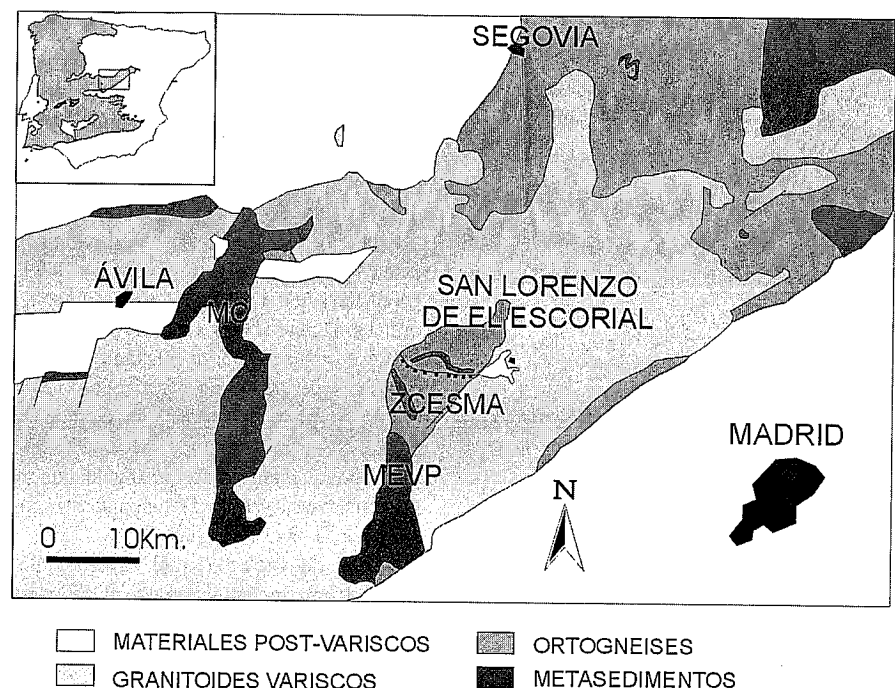 SEGOVIA
ÁVILA
MC
SAN LORENZO
DE EL ESCORIAL
ZCESMA
MEVP
MADRID
N
0 10Km.
MATERIALES POST-VARISCOS
ORTOGNEISES
GRANITOIDES VARISCOS
METASEDIMENTOS